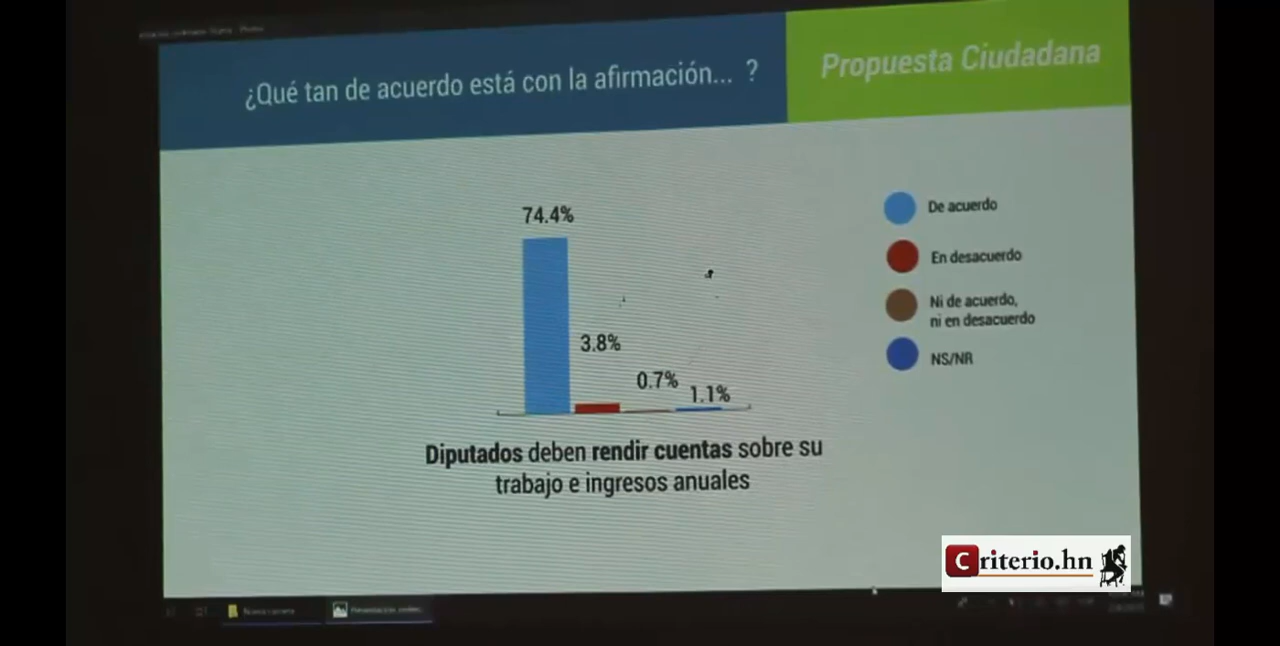 ¿Qué tan de acuerdo está con la afirmación... ?
Propuesta Ciudadana
74.4%
3.8%
0.7%
1.1%
De acuerdo
En desacuerdo
Ni de acuerdo,
ni en desacuerdo
NS/NR
Diputados deben rendir cuentas sobre su
trabajo e ingresos anuales
Criterio.hn